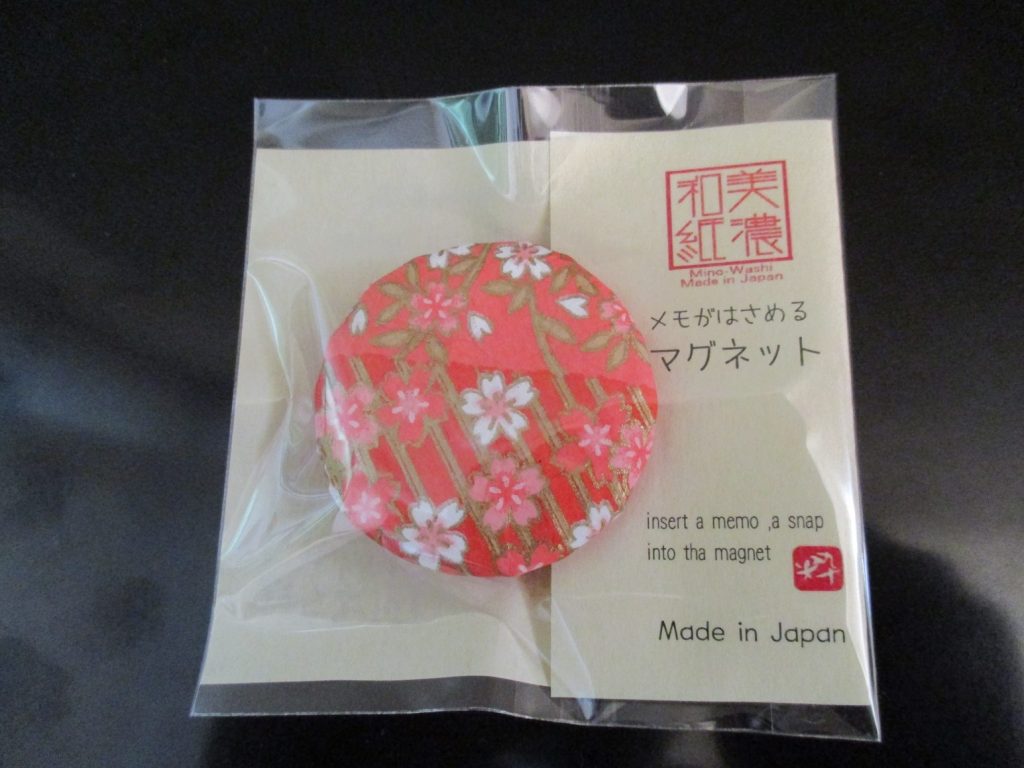 美濃
和紙
Mino-Washi
Made in Japan
メモがはさめる
マグネット
insert a memo ,a snap
into tha magnet
Made in Japan